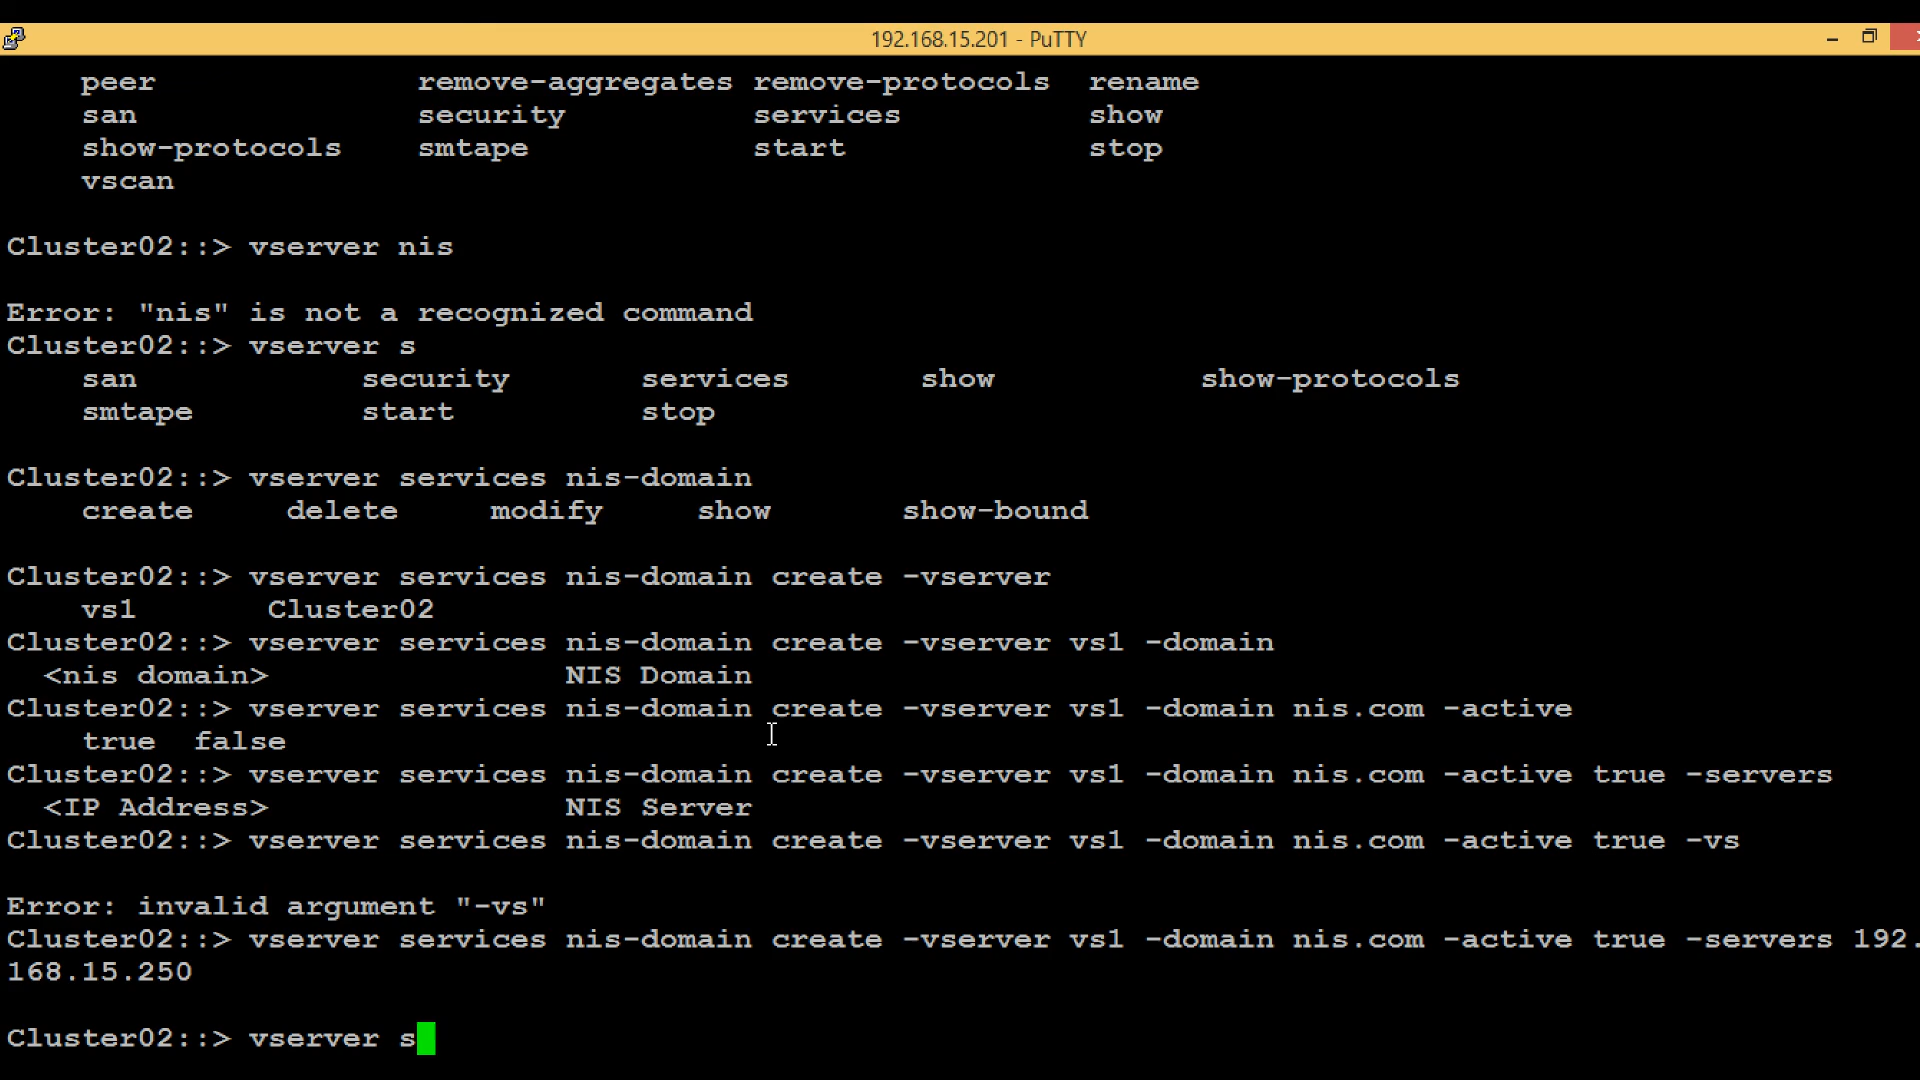 192.168.15.201 - PuTTY
peer remove-aggregates remove-protocols rename
san security services show
show-protocols smtape start stop
vscan
Cluster02::> vserver nis
Error: "nis" is not a recognized command
Cluster02::> vserver s
san security services show show-protocols
smtape start stop
Cluster02::> vserver services nis-domain
create delete modify show show-bound
Cluster02::> vserver services nis-domain create -vserver
vs1 Cluster02
Cluster02::> vserver services nis-domain create -vserver vs1 -domain
<nis domain> NIS Domain
Cluster02::> vserver services nis-domain create -vserver vs1 -domain nis.com -active
true false
Cluster02::> vserver services nis-domain create -vserver vs1 -domain nis.com -active true -servers
<IP Address> NIS Server
Cluster02::> vserver services nis-domain create -vserver vs1 -domain nis.com -active true -vs
Error: invalid argument "-vs"
Cluster02::> vserver services nis-domain create -vserver vs1 -domain nis.com -active true -servers 192.
168.15.250
Cluster02::> vserver s